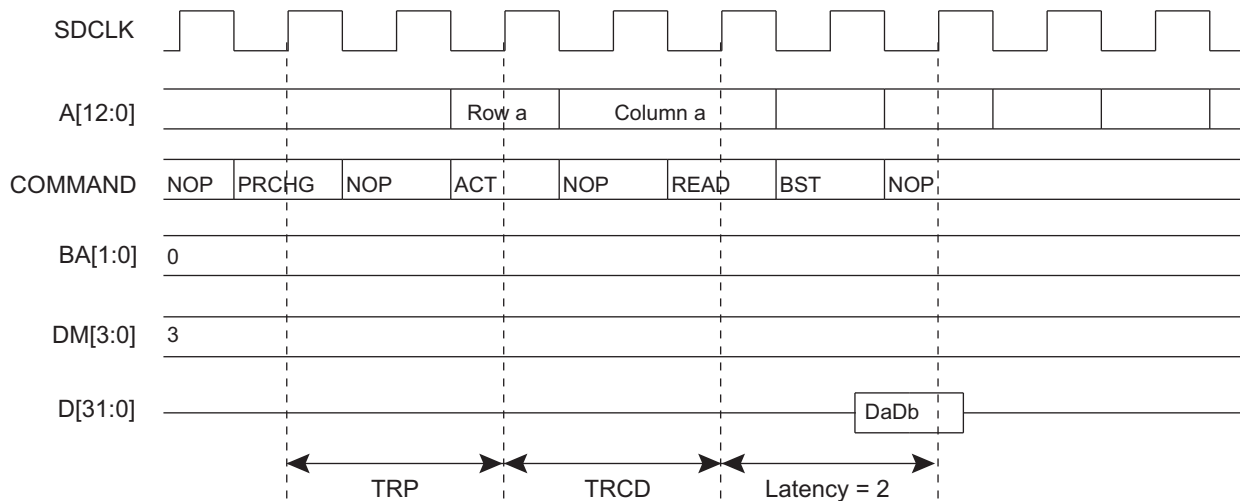 SDCLK
A[12:0] Row a Column a
COMMAND NOP PRCHG NOP ACT NOP READ BST NOP
BA[1:0] 0
DM[3:0] 3
D[31:0] DaDb
TRP TRCD Latency = 2